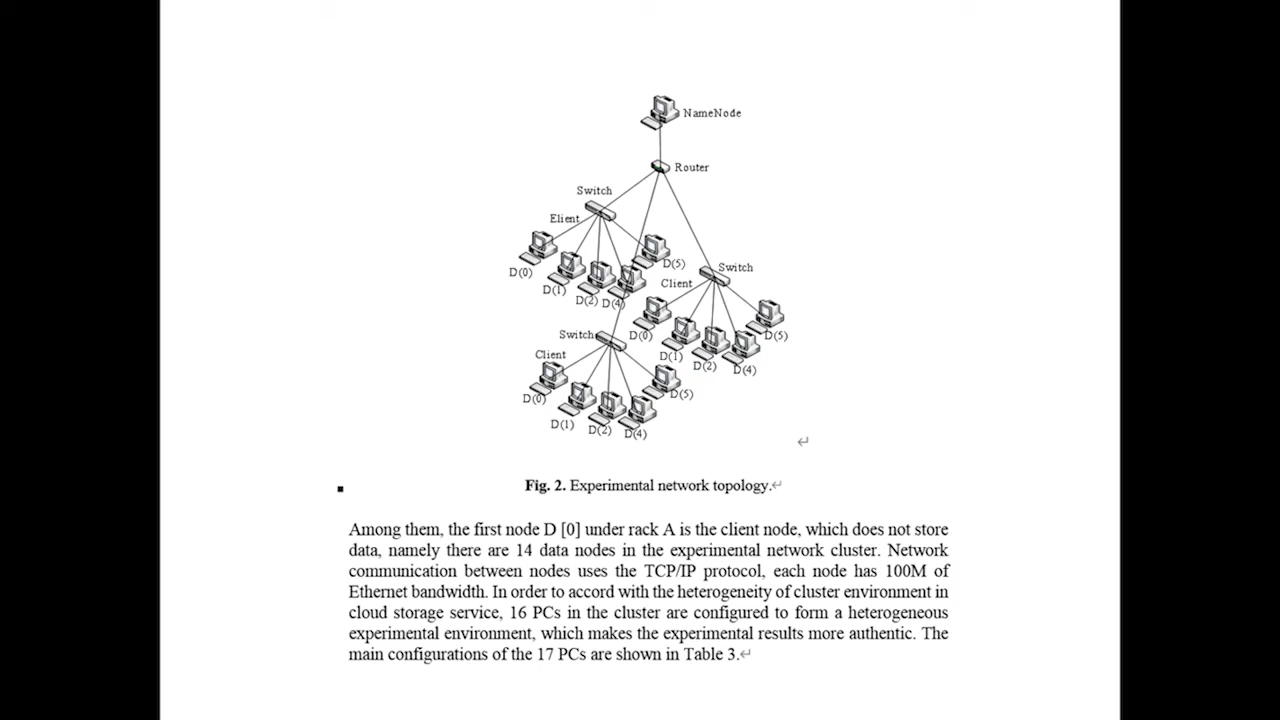 NameNode
Router
Switch
Elient
D(0)
D(1)
D(2)
D(4)
D(5)
Switch
Client
D(0)
D(1)
D(2)
D(4)
D(5)
Switch
Client
D(0)
D(1)
D(2)
D(4)
D(5)
Fig. 2. Experimental network topology.
Among them, the first node D [0] under rack A is the client node, which does not store
data, namely there are 14 data nodes in the experimental network cluster. Network
communication between nodes uses the TCP/IP protocol, each node has 100M of
Ethernet bandwidth. In order to accord with the heterogeneity of cluster environment in
cloud storage service, 16 PCs in the cluster are configured to form a heterogeneous
experimental environment, which makes the experimental results more authentic. The
main configurations of the 17 PCs are shown in Table 3.